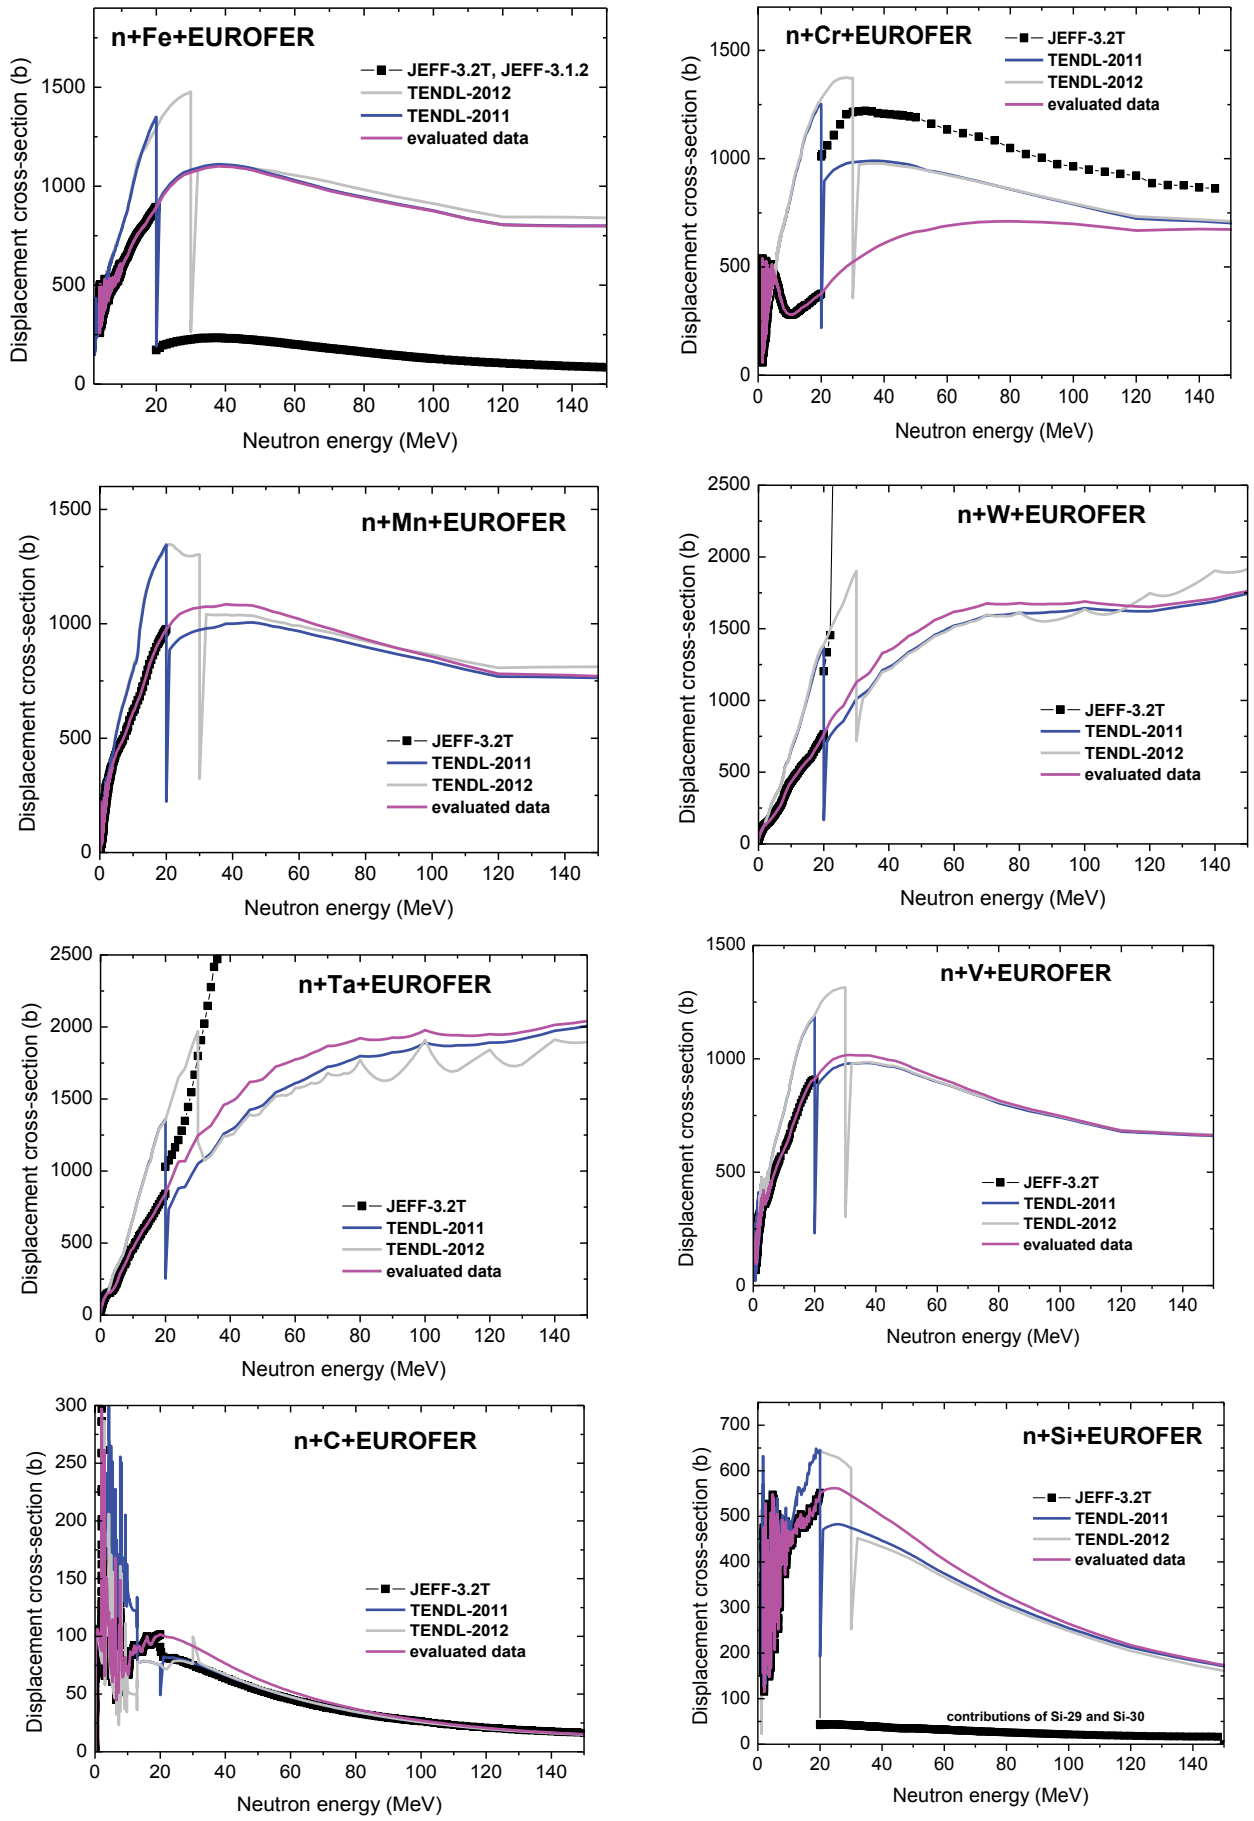 n+Fe+EUROFER
JEFF-3.2T, JEFF-3.1.2
TENDL-2012
TENDL-2011
evaluated data
Displacement cross-section (b)
1500
1000
500
0
20 40 60 80 100 120 140
Neutron energy (MeV)
n+Cr+EUROFER
JEFF-3.2T
TENDL-2011
TENDL-2012
evaluated data
Displacement cross-section (b)
1500
1000
500
0
0 20 40 60 80 100 120 140
Neutron energy (MeV)
n+Mn+EUROFER
JEFF-3.2T
TENDL-2011
TENDL-2012
evaluated data
Displacement cross-section (b)
1500
1000
500
0
0 20 40 60 80 100 120 140
Neutron energy (MeV)
n+W+EUROFER
JEFF-3.2T
TENDL-2011
TENDL-2012
evaluated data
Displacement cross-section (b)
2500
2000
1500
1000
500
0
0 20 40 60 80 100 120 140
Neutron energy (MeV)
n+Ta+EUROFER
JEFF-3.2T
TENDL-2011
TENDL-2012
evaluated data
Displacement cross-section (b)
2500
2000
1500
1000
500
0
0 20 40 60 80 100 120 140
Neutron energy (MeV)
n+V+EUROFER
JEFF-3.2T
TENDL-2011
TENDL-2012
evaluated data
Displacement cross-section (b)
1500
1000
500
0
0 20 40 60 80 100 120 140
Neutron energy (MeV)
n+C+EUROFER
JEFF-3.2T
TENDL-2011
TENDL-2012
evaluated data
Displacement cross-section (b)
300
250
200
150
100
50
0
0 20 40 60 80 100 120 140
Neutron energy (MeV)
n+Si+EUROFER
JEFF-3.2T
TENDL-2011
TENDL-2012
evaluated data
contributions of Si-29 and Si-30
Displacement cross-section (b)
700
600
500
400
300
200
100
0
0 20 40 60 80 100 120 140
Neutron energy (MeV)